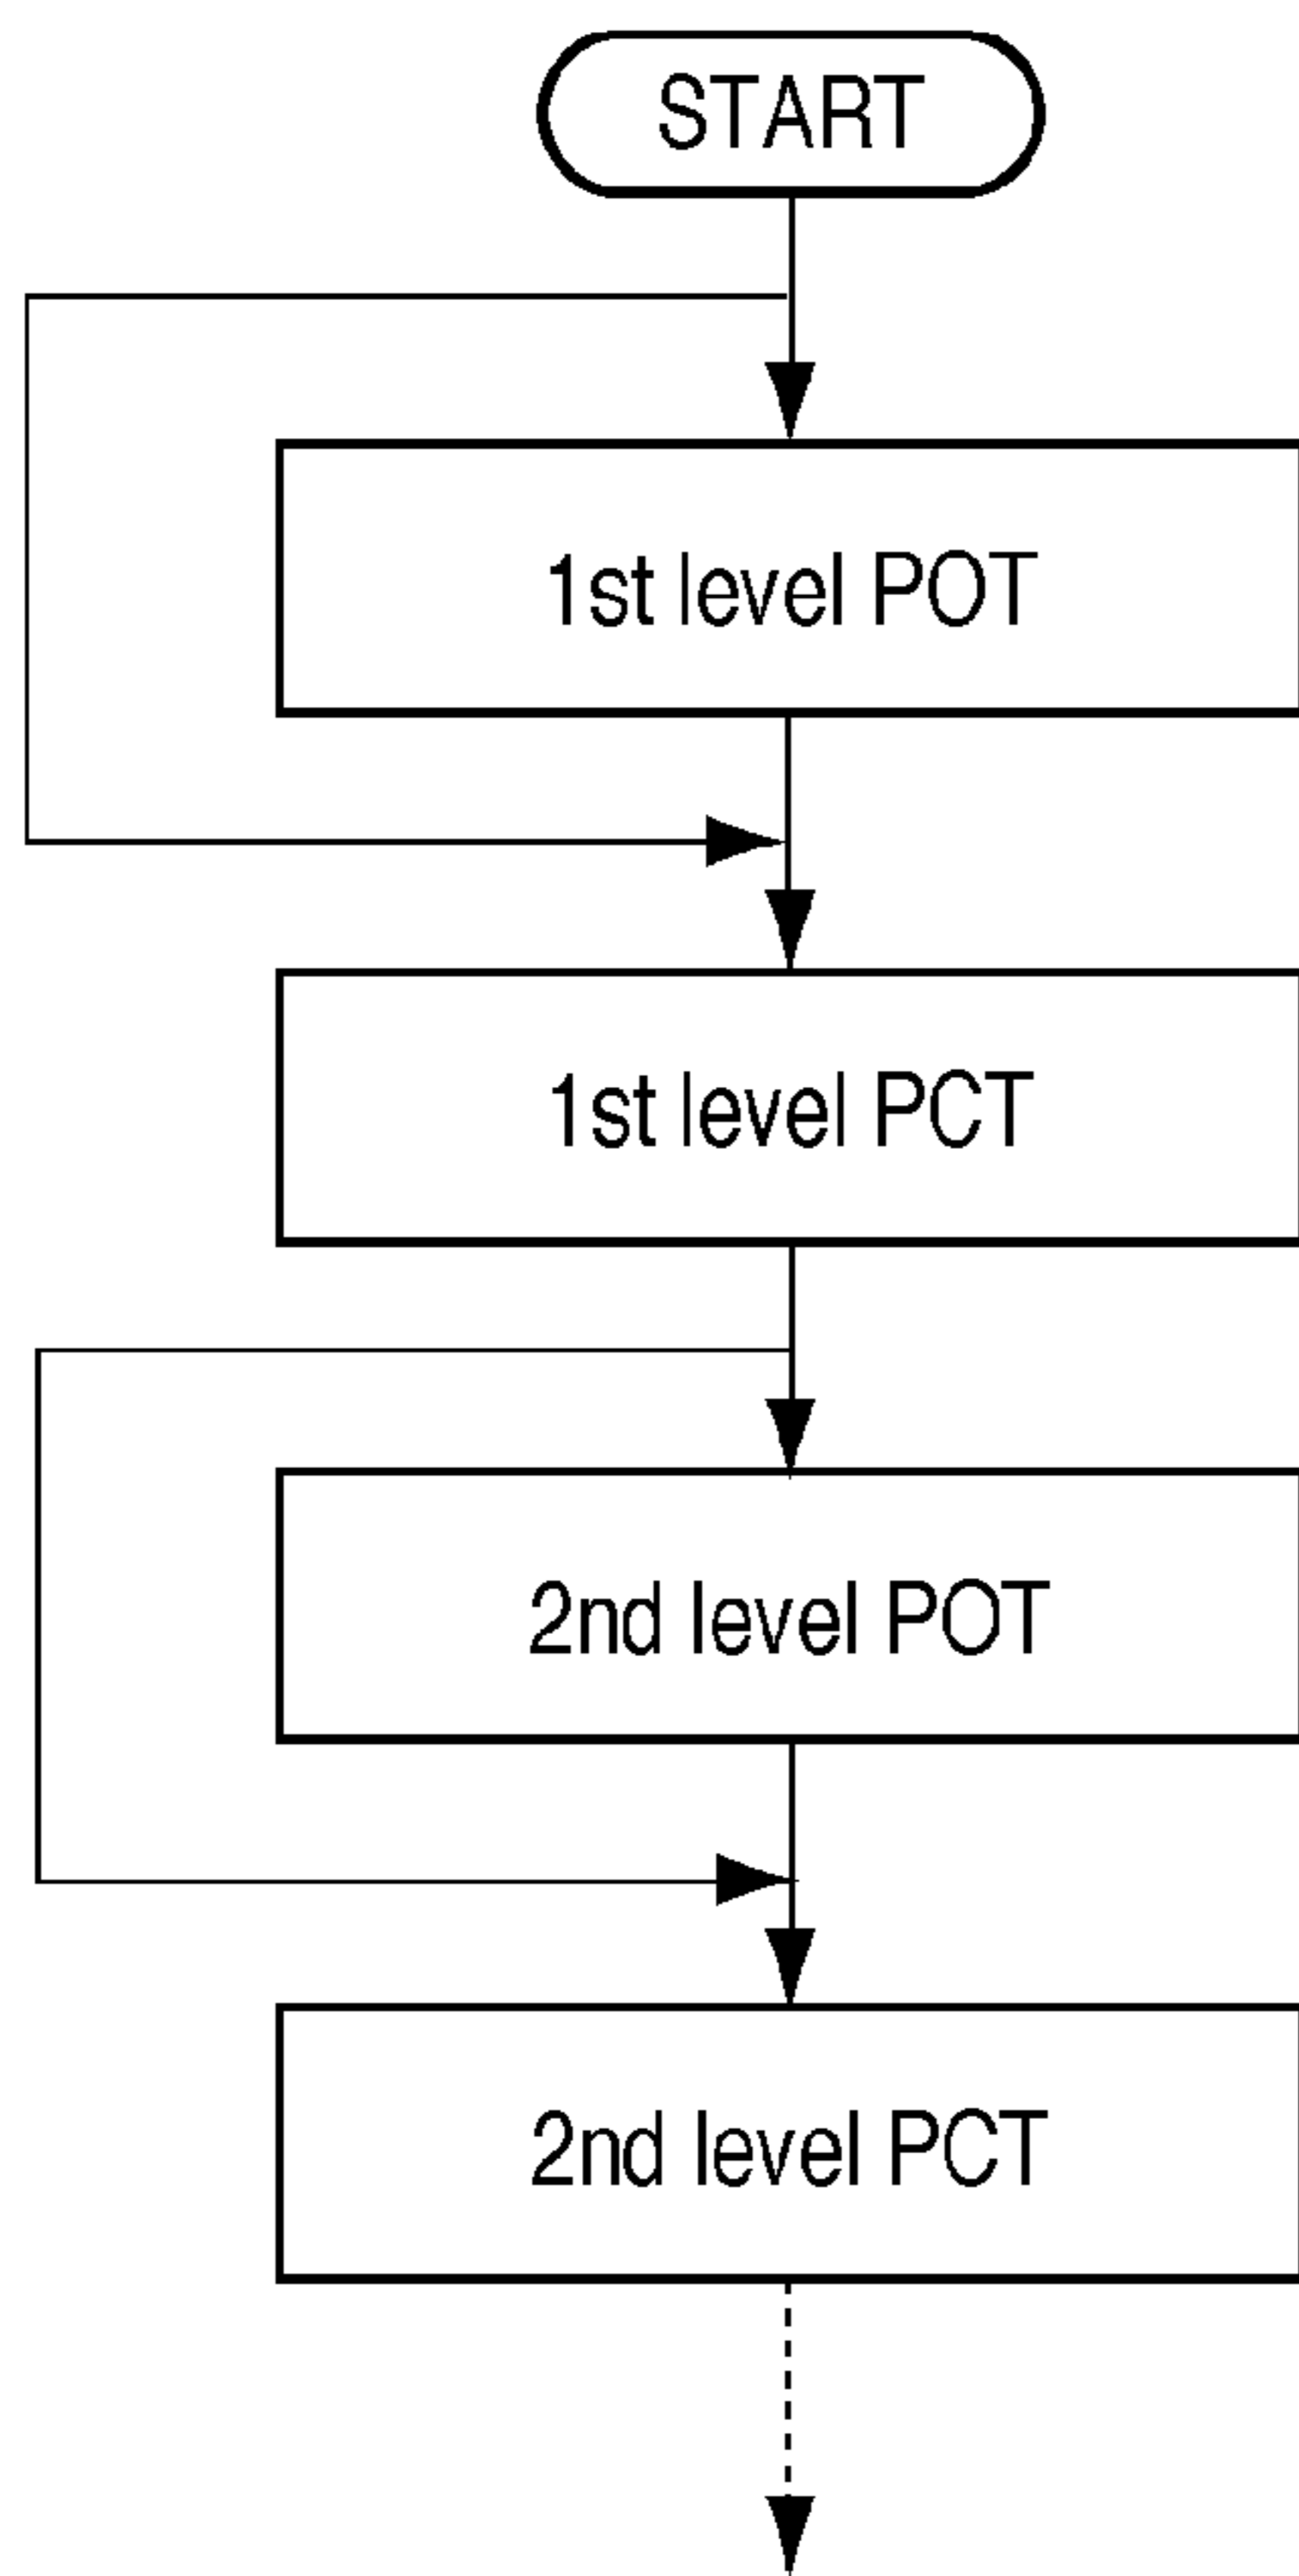 START
1st level POT
1st level PCT
2nd level POT
2nd level PCT